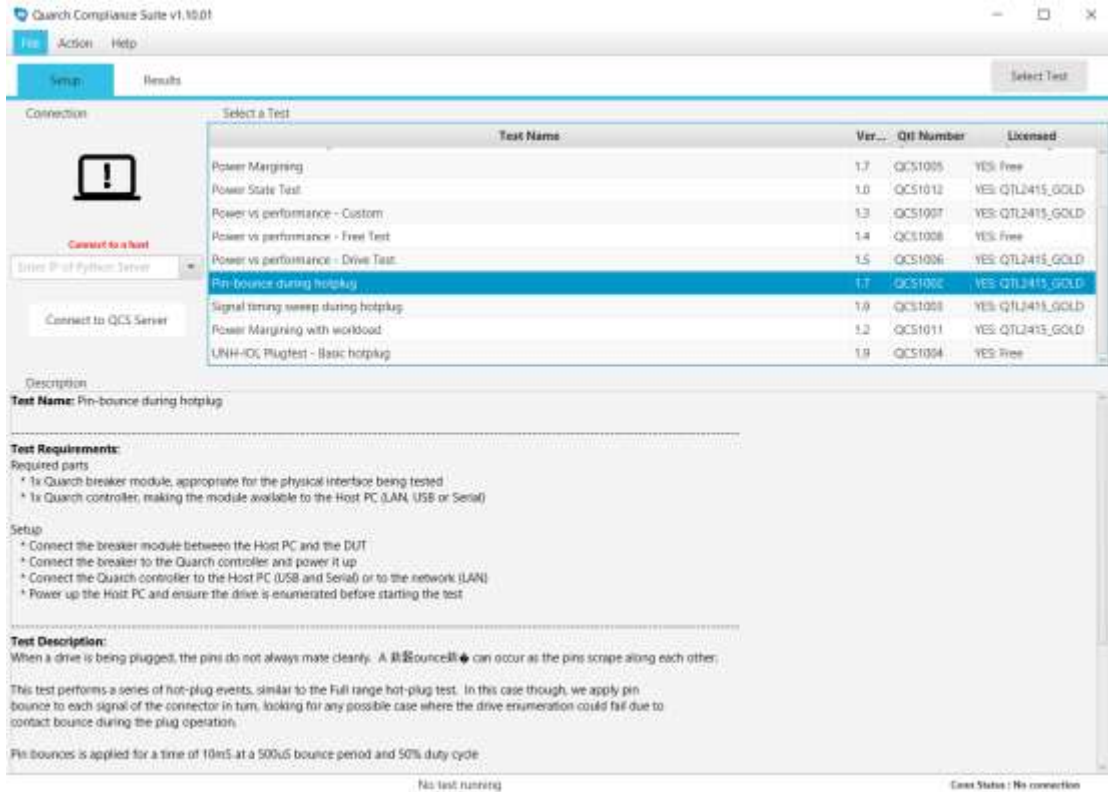 Quarch Compliance Suite v1.10.01
File Action Help
Setup Results Select Test
Connection Select a Test
Test Name Ver... Qtl Number Licensed
Power Margining 1.7 QCS1005 YES: Free
Power State Test 1.0 QCS1012 YES: QTL2415_GOLD
Power vs performance - Custom 1.3 QCS1007 YES: QTL2415_GOLD
Power vs performance - Free Test 1.4 QCS1008 YES: Free
Power vs performance - Drive Test 1.5 QCS1006 YES: QTL2415_GOLD
Pin-bounce during hotplug 1.7 QCS1002 YES: QTL2415_GOLD
Signal timing sweep during hotplug 1.9 QCS1003 YES: QTL2415_GOLD
Power Margining with workload 1.2 QCS1011 YES: QTL2415_GOLD
UNH-IOL Plugfest - Basic hotplug 1.9 QCS1004 YES: Free
Connect to a host
Enter IP of Python Server
Connect to QCS Server
Description
Test Name: Pin-bounce during hotplug
Test Requirements:
Required parts
* 1x Quarch breaker module, appropriate for the physical interface being tested
* 1x Quarch controller, making the module available to the Host PC (LAN, USB or Serial)
Setup
* Connect the breaker module between the Host PC and the DUT
* Connect the breaker to the Quarch controller and power it up
* Connect the Quarch controller to the Host PC (USB and Serial) or to the network (LAN)
* Power up the Host PC and ensure the drive is enumerated before starting the test
Test Description:
When a drive is being plugged, the pins do not always mate cleanly. A ounce can occur as the pins scrape along each other.
This test performs a series of hot-plug events, similar to the Full range hot-plug test. In this case though, we apply pin
bounce to each signal of the connector in turn, looking for any possible case where the drive enumeration could fail due to
contact bounce during the plug operation.
Pin bounces is applied for a time of 10mS at a 500uS bounce period and 50% duty cycle
No test running Conn Status : No connection